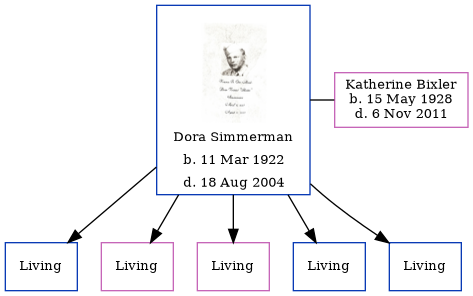 Dora Simmerman
b. 11 Mar 1922
d. 18 Aug 2004
Katherine Bixler
b. 15 May 1928
d. 6 Nov 2011
Living
Living
Living
Living
Living